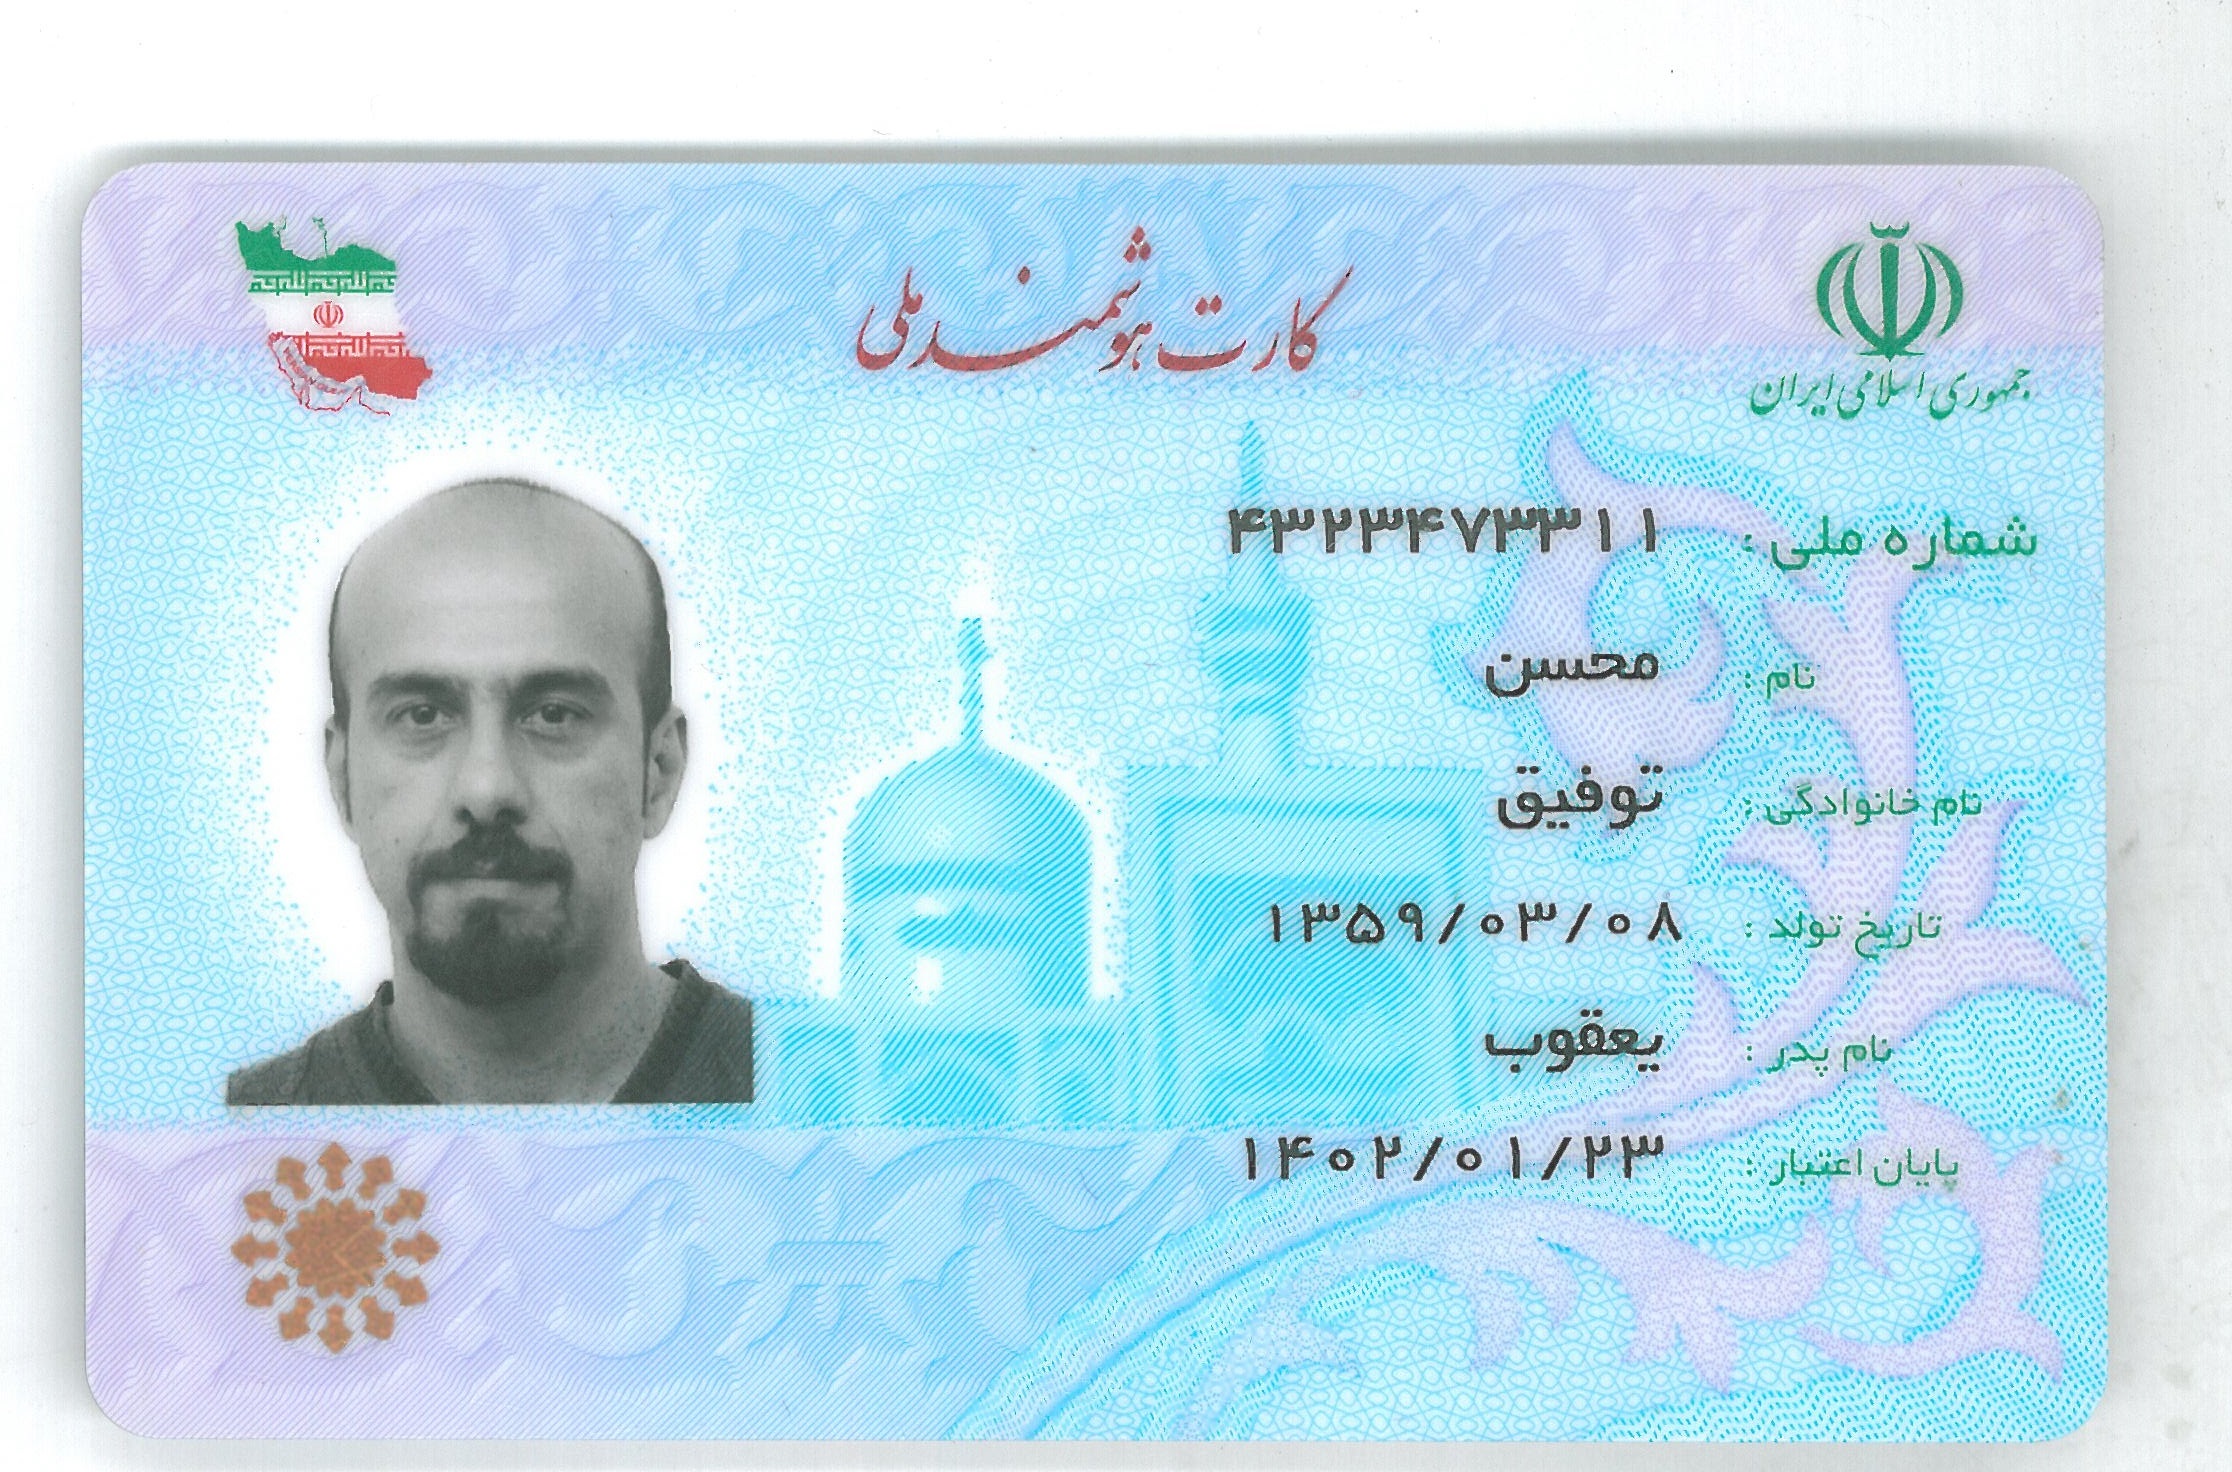 کارت هوشمند ملی
جمهوری اسلامی ایران
شماره ملی : ۴۳۲۳۴۷۳۳۱۱
نام : محسن
نام خانوادگی : توفیق
تاریخ تولد : ۱۳۵۹/۰۳/۰۸
نام پدر : یعقوب
پایان اعتبار : ۱۴۰۲/۰۱/۲۳